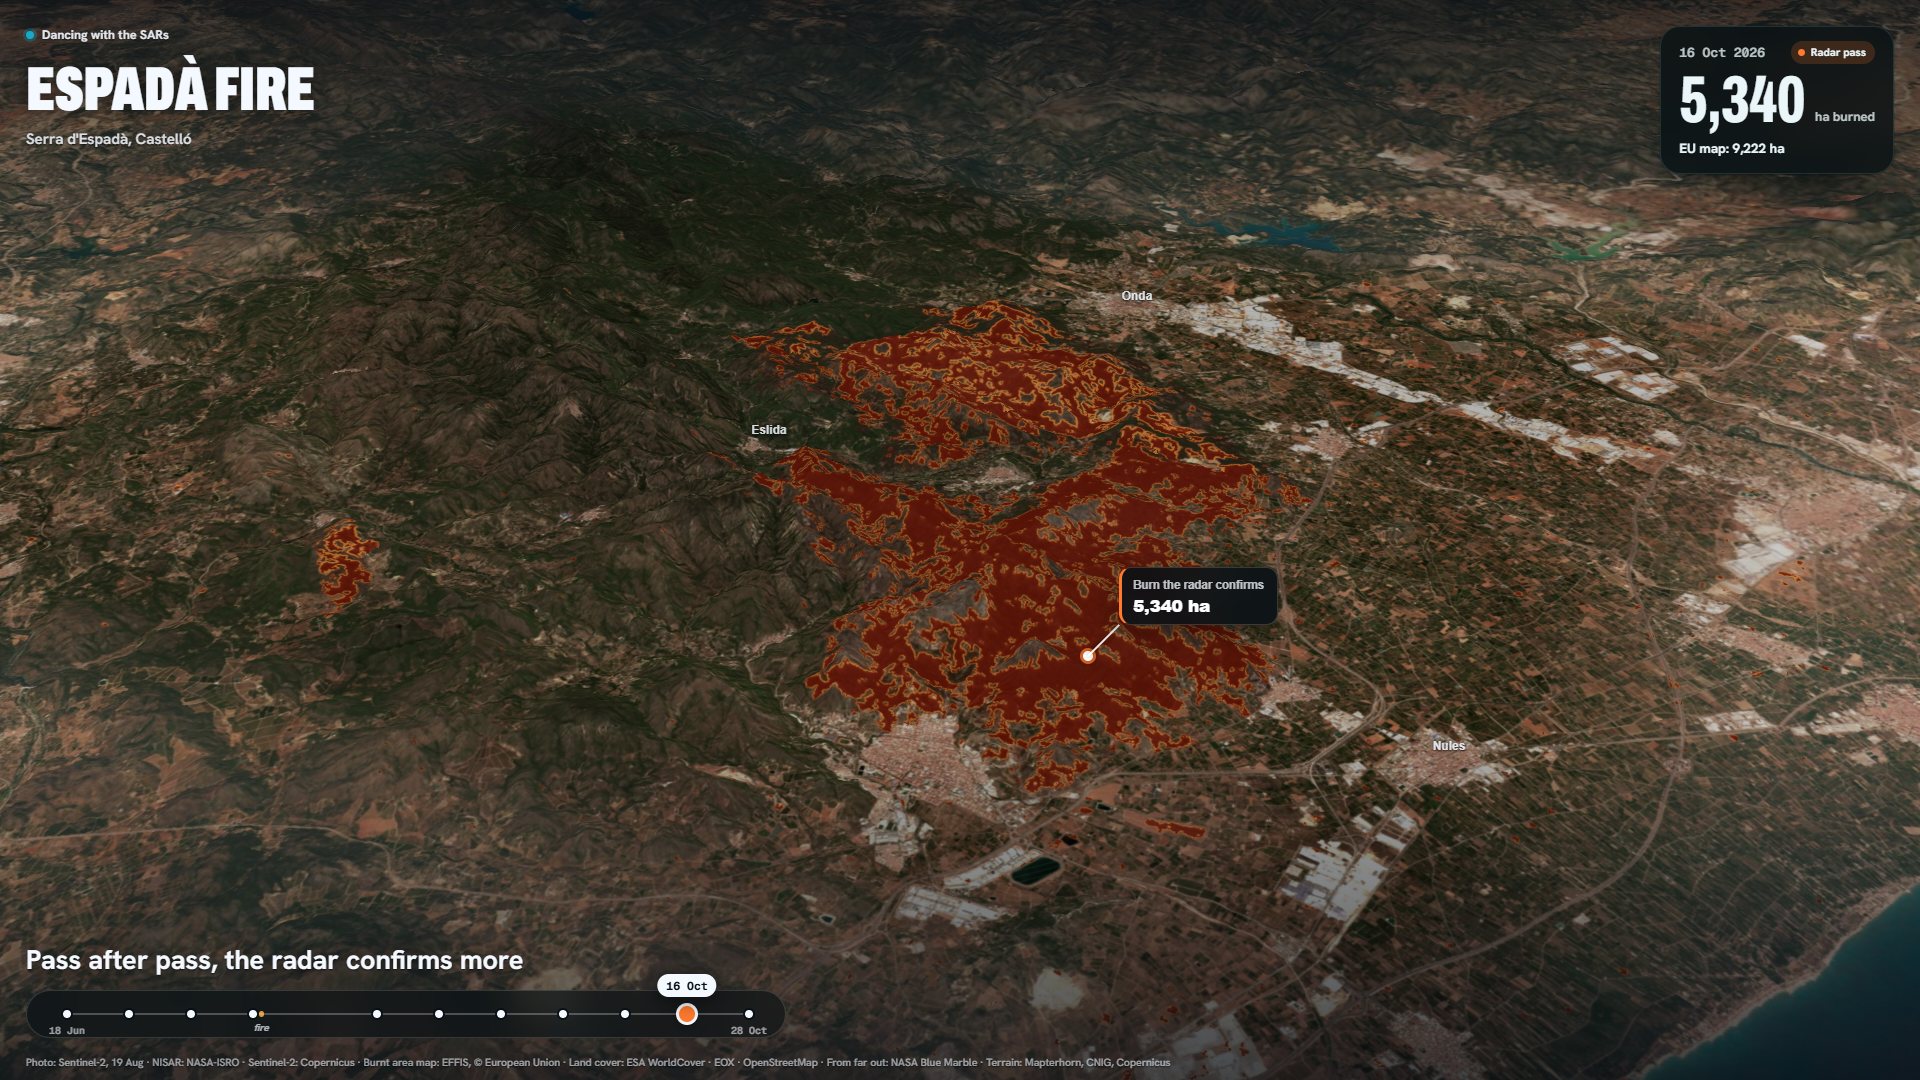 Dancing with the SARs
ESPADÀ FIRE
Serra d'Espadà, Castelló
16 Oct 2026
Radar pass
5,340 ha burned
EU map: 9,222 ha
Onda
Eslida
Burn the radar confirms
5,340 ha
Nules
Pass after pass, the radar confirms more
16 Oct
18 Jun
fire
28 Oct
Photo: Sentinel-2, 19 Aug · NISAR: NASA-ISRO · Sentinel-2: Copernicus · Burnt area map: EFFIS, © European Union · Land cover: ESA WorldCover · EOX · OpenStreetMap · From far out: NASA Blue Marble · Terrain: Mapterhorn, CNIG, Copernicus